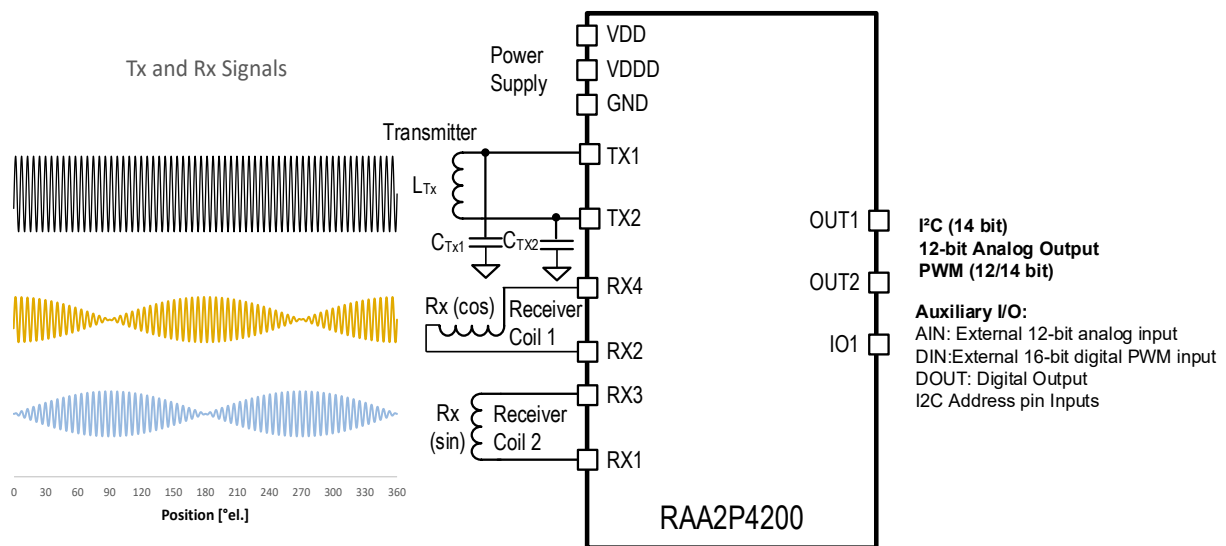 Tx and Rx Signals
0 30 60 90 120 150 180 210 240 270 300 330 360
Position [°el.]
Power
Supply
VDD
VDDD
GND
Transmitter
LTx
TX1
TX2
CTx1
CTX2
RX4
Rx (cos)
Receiver
Coil 1
RX2
RX3
Rx
(sin)
Receiver
Coil 2
RX1
RAA2P4200
OUT1
OUT2
IO1
I²C (14 bit)
12-bit Analog Output
PWM (12/14 bit)
Auxiliary I/O:
AIN: External 12-bit analog input
DIN:External 16-bit digital PWM input
DOUT: Digital Output
I2C Address pin Inputs